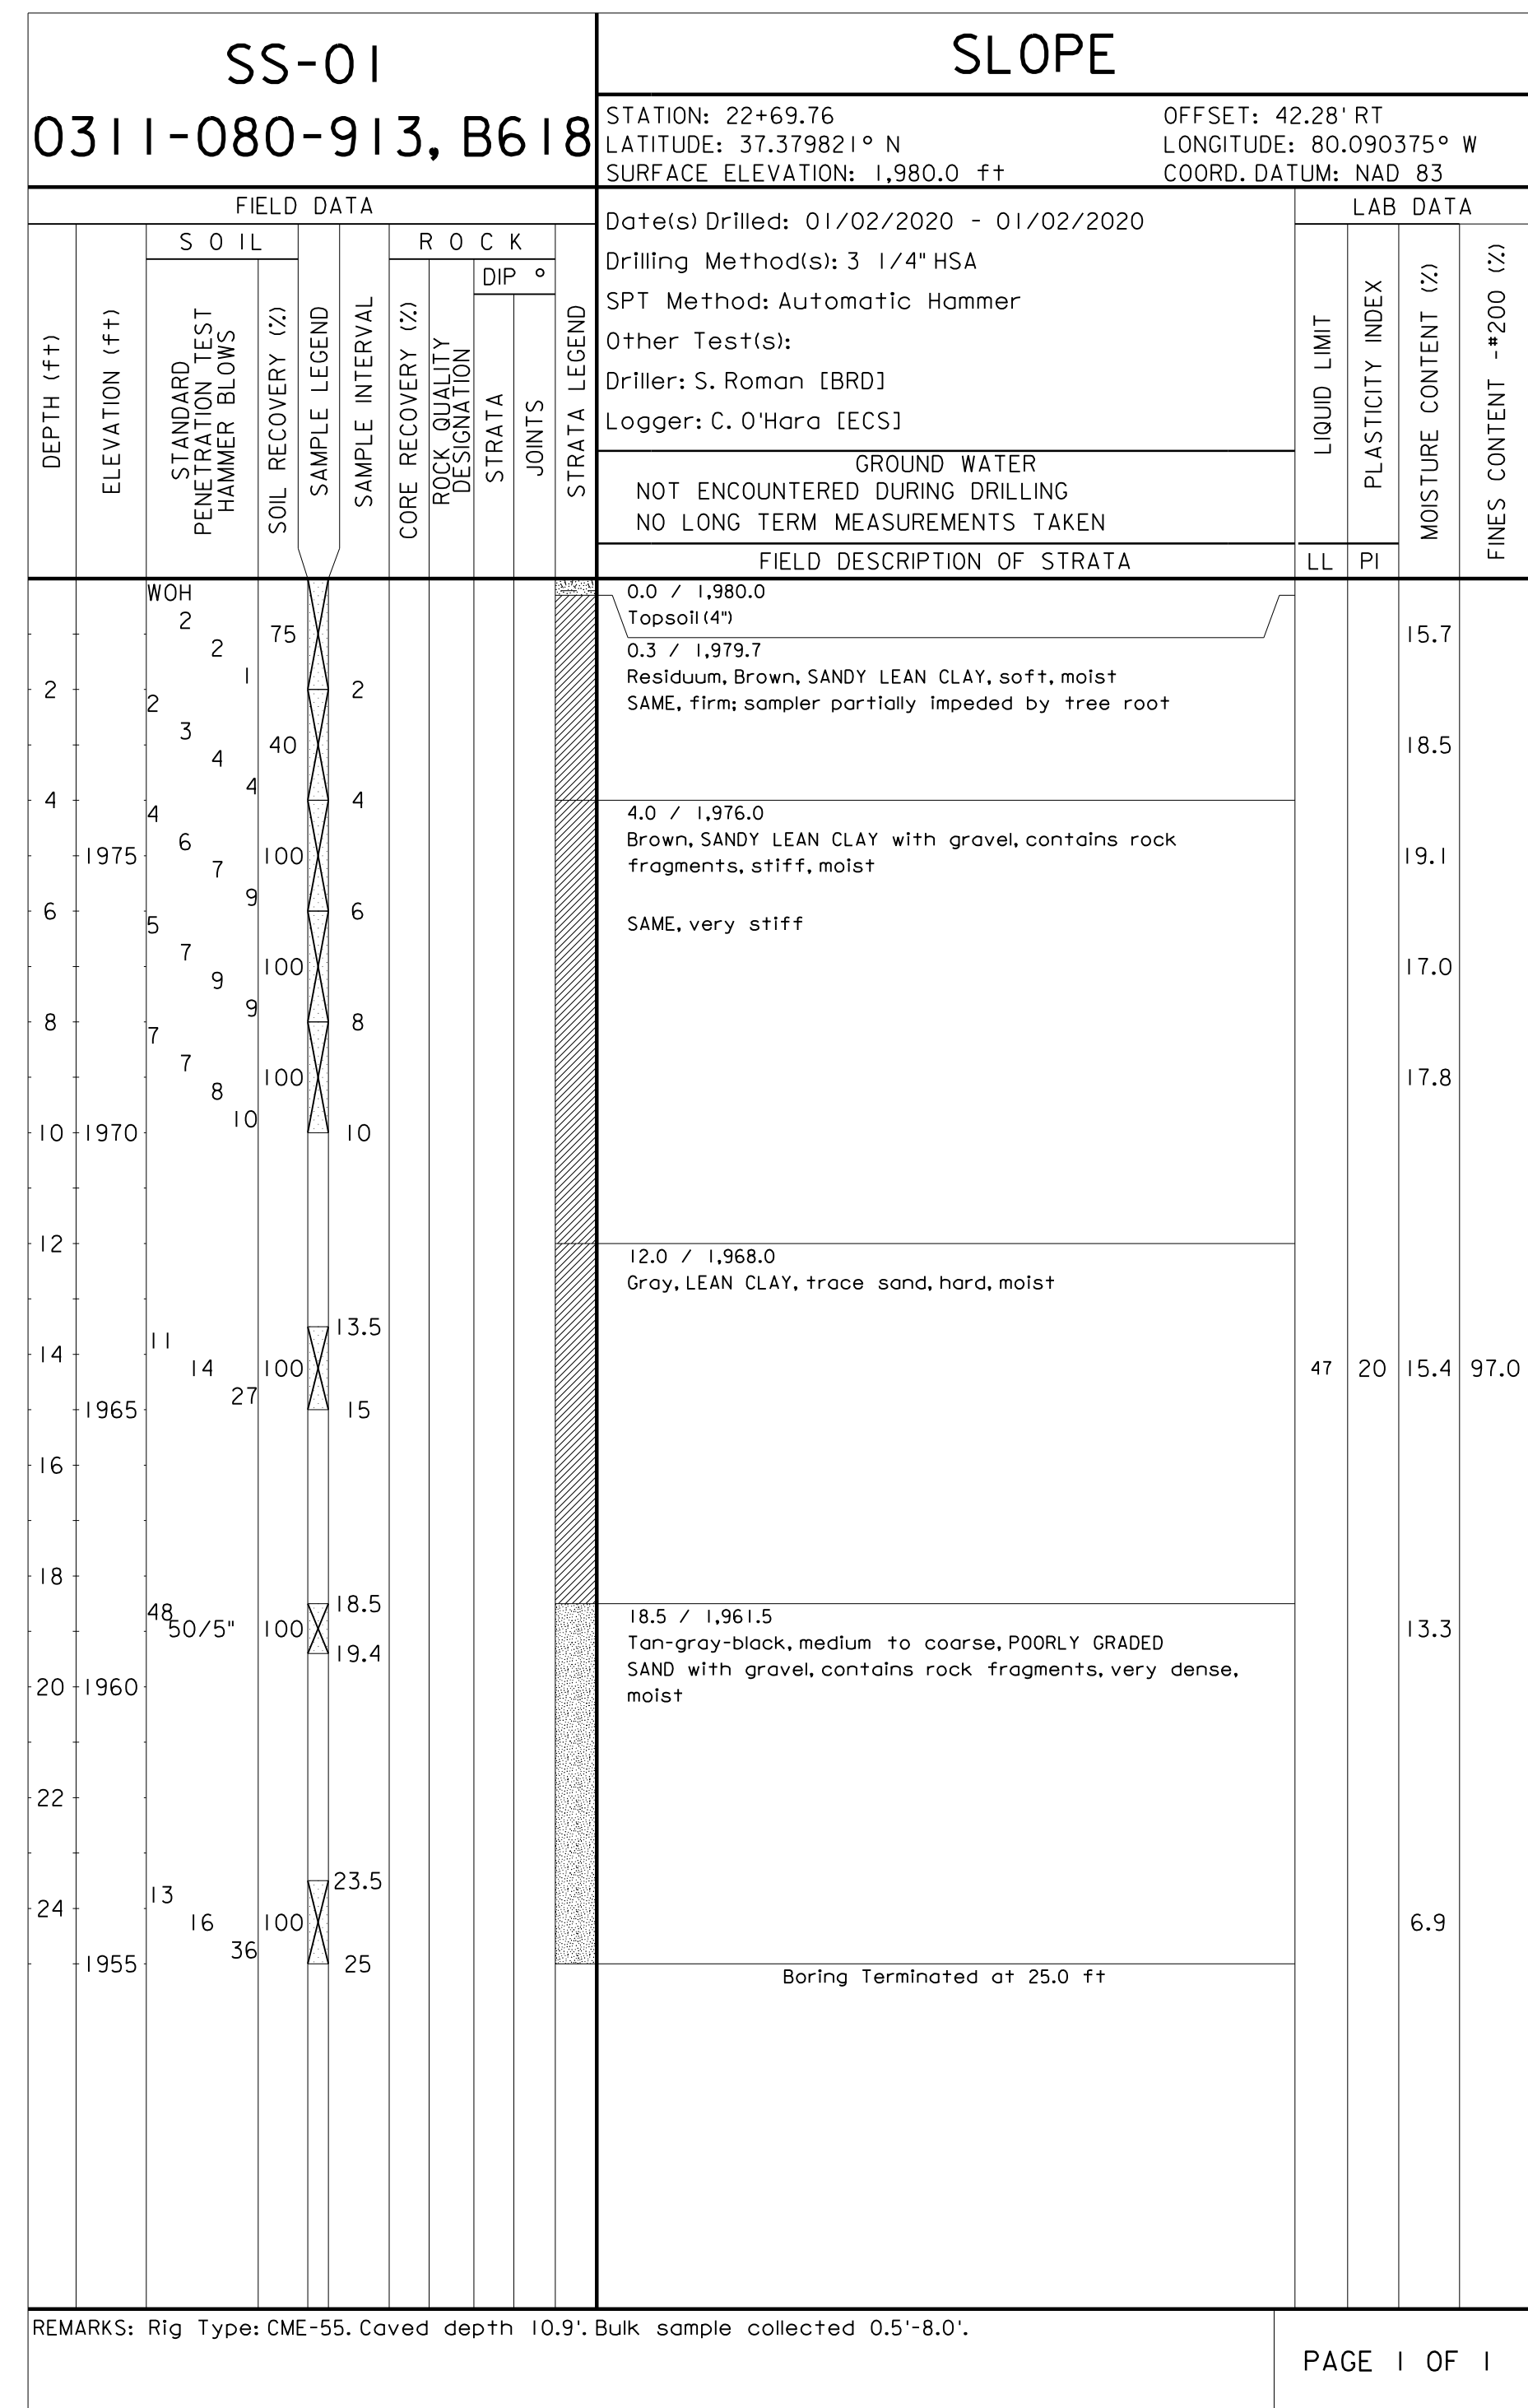 SS-01
0311-080-913, B618
SLOPE
STATION: 22+69.76
OFFSET: 42.28' RT
LATITUDE: 37.379821° N
LONGITUDE: 80.090375° W
SURFACE ELEVATION: 1,980.0 ft
COORD. DATUM: NAD 83
FIELD DATA
SOIL
ROCK
DIP °
DEPTH (ft)
ELEVATION (ft)
STANDARD
PENETRATION TEST
HAMMER BLOWS
SOIL RECOVERY (%)
SAMPLE LEGEND
SAMPLE INTERVAL
CORE RECOVERY (%)
ROCK QUALITY
DESIGNATION
STRATA
JOINTS
STRATA LEGEND
Date(s) Drilled: 01/02/2020 - 01/02/2020
Drilling Method(s): 3 1/4" HSA
SPT Method: Automatic Hammer
Other Test(s):
Driller: S. Roman [BRD]
Logger: C. O'Hara [ECS]
GROUND WATER
NOT ENCOUNTERED DURING DRILLING
NO LONG TERM MEASUREMENTS TAKEN
FIELD DESCRIPTION OF STRATA
LAB DATA
LIQUID LIMIT
PLASTICITY INDEX
MOISTURE CONTENT (%)
FINES CONTENT -#200 (%)
LL
PI
WOH
0.0 / 1,980.0
Topsoil (4")
2
75
15.7
2
0.3 / 1,979.7
1
Residuum, Brown, SANDY LEAN CLAY, soft, moist
2
2
2
SAME, firm; sampler partially impeded by tree root
3
40
18.5
4
4
4
4
4
4.0 / 1,976.0
Brown, SANDY LEAN CLAY with gravel, contains rock
6
1975
100
19.1
7
fragments, stiff, moist
9
6
6
5
SAME, very stiff
7
100
17.0
9
9
8
8
7
7
100
17.8
8
10
10
1970
10
12
12.0 / 1,968.0
Gray, LEAN CLAY, trace sand, hard, moist
13.5
11
14
14
100
47
20
15.4
97.0
27
1965
15
16
18
18.5
48
18.5 / 1,961.5
50/5"
100
13.3
Tan-gray-black, medium to coarse, POORLY GRADED
19.4
SAND with gravel, contains rock fragments, very dense,
20
1960
moist
22
23.5
13
24
16
100
6.9
36
1955
25
Boring Terminated at 25.0 ft
REMARKS: Rig Type: CME-55. Caved depth 10.9'. Bulk sample collected 0.5'-8.0'.
PAGE 1 OF 1